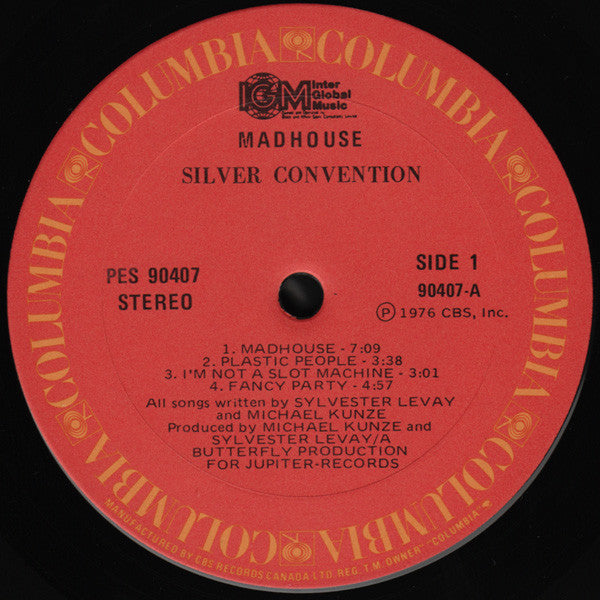 COLUMBIA COLUMBIA COLUMBIA COLUMBIA COLUMBIA COLUMBIA
IGM Inter
Global
Music
MADHOUSE
SILVER CONVENTION
PES 90407
STEREO
SIDE 1
90407-A
Ⓟ 1976 CBS, Inc.
1. MADHOUSE - 7:09
2. PLASTIC PEOPLE - 3:38
3. I'M NOT A SLOT MACHINE - 3:01
4. FANCY PARTY - 4:57
All songs written by SYLVESTER LEVAY
and MICHAEL KUNZE
Produced by MICHAEL KUNZE and
SYLVESTER LEVAY/A
BUTTERFLY PRODUCTION
FOR JUPITER-RECORDS
MANUFACTURED BY CBS RECORDS CANADA LTD. REG. T.M. OWNER "COLUMBIA."